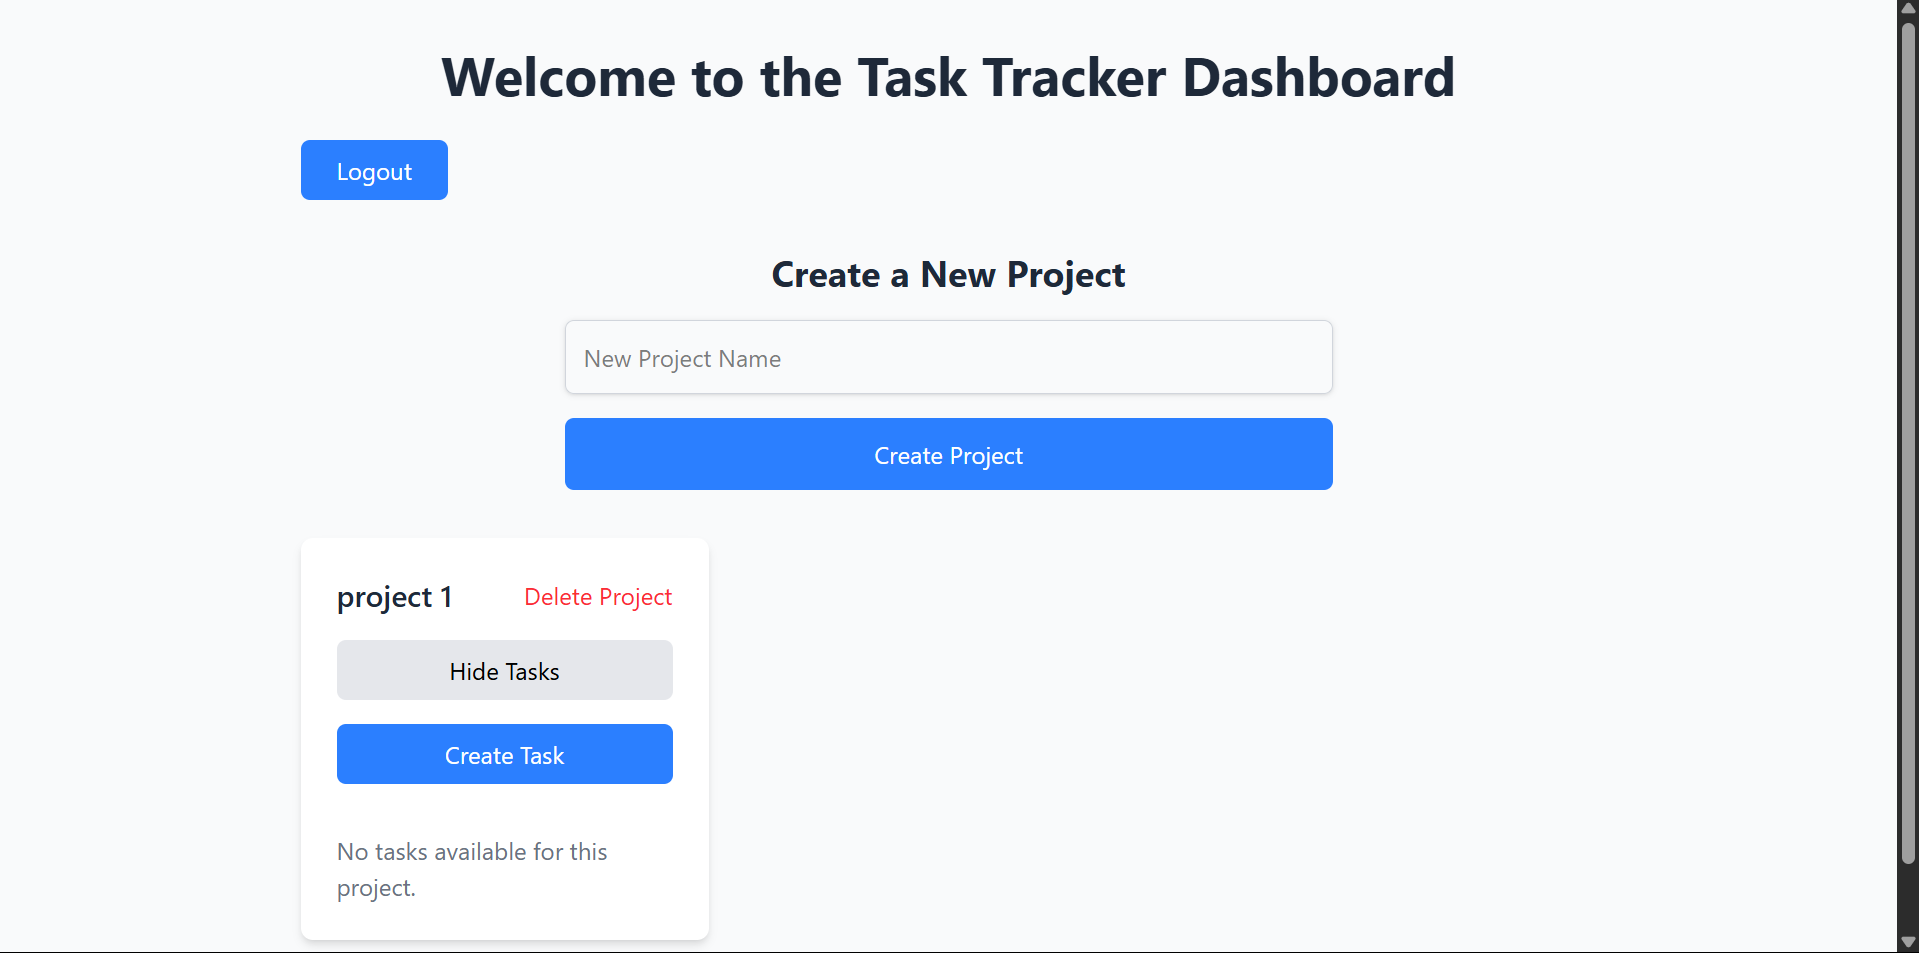 Welcome to the Task Tracker Dashboard
Logout
Create a New Project
New Project Name
Create Project
project 1
Delete Project
Hide Tasks
Create Task
No tasks available for this
project.